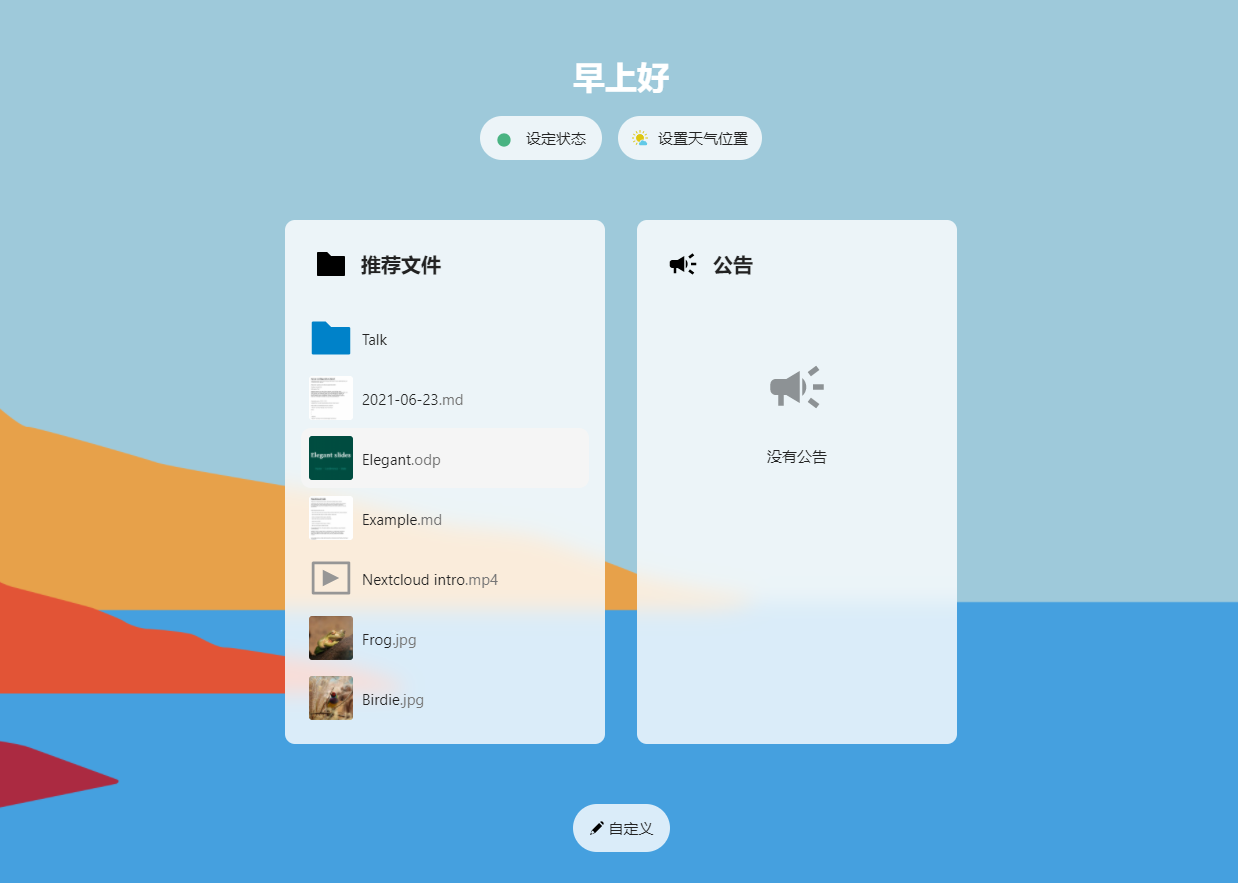 早上好
设定状态
设置天气位置
推荐文件
Talk
2021-06-23.md
Elegant slides
Elegant.odp
Example.md
Nextcloud intro.mp4
Frog.jpg
Birdie.jpg
公告
没有公告
自定义